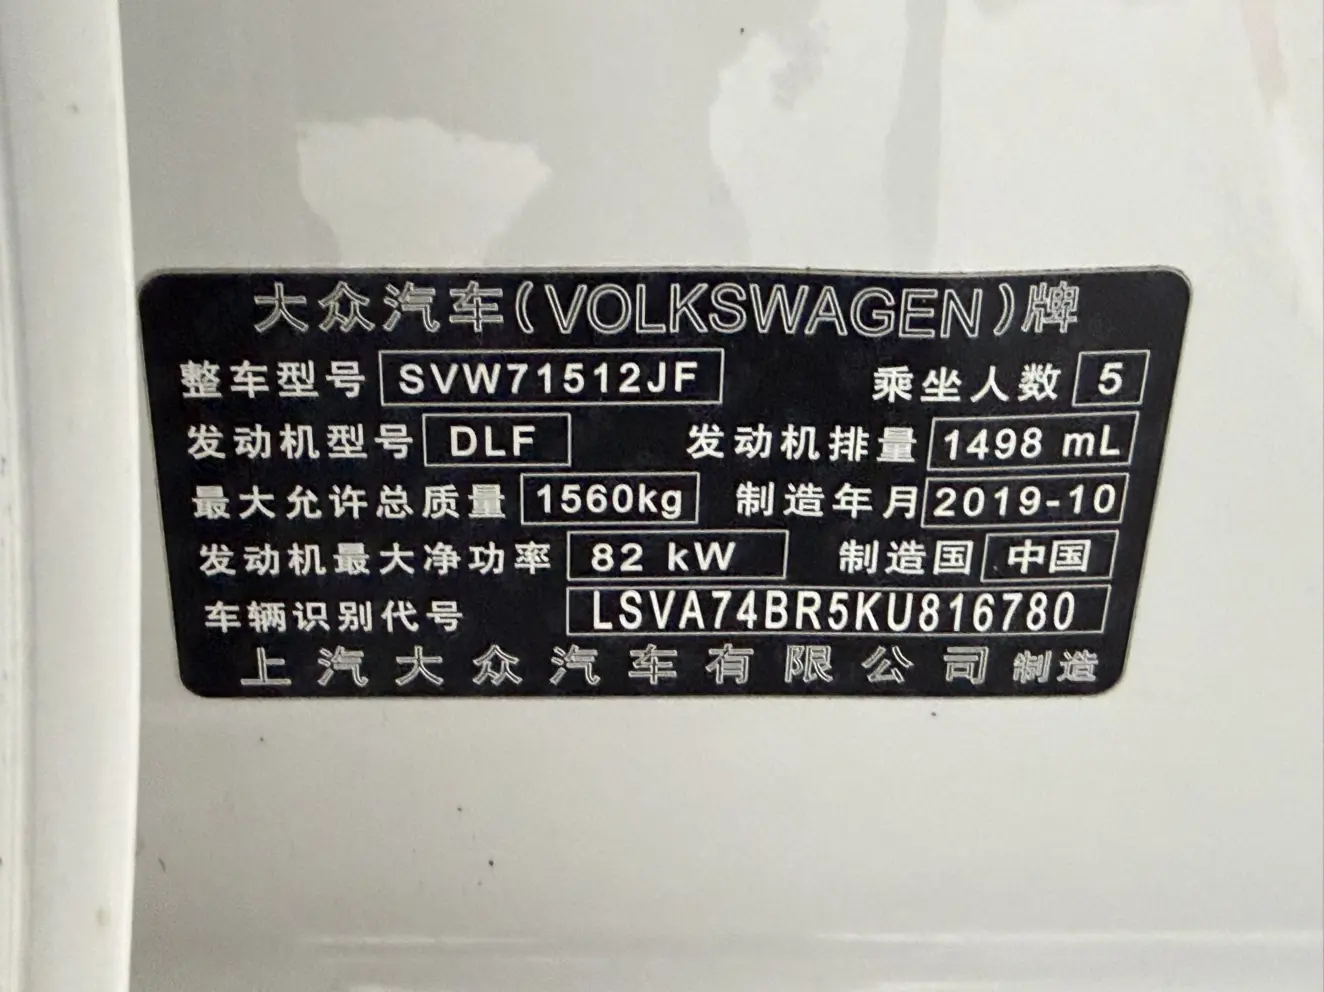 大众汽车(VOLKSWAGEN)牌
整车型号 SVW71512JF 乘坐人数 5
发动机型号 DLF 发动机排量 1498 mL
最大允许总质量 1560kg 制造年月 2019-10
发动机最大净功率 82 kW 制造国 中国
车辆识别代号 LSVA74BR5KU816780
上汽大众汽车有限公司 制造